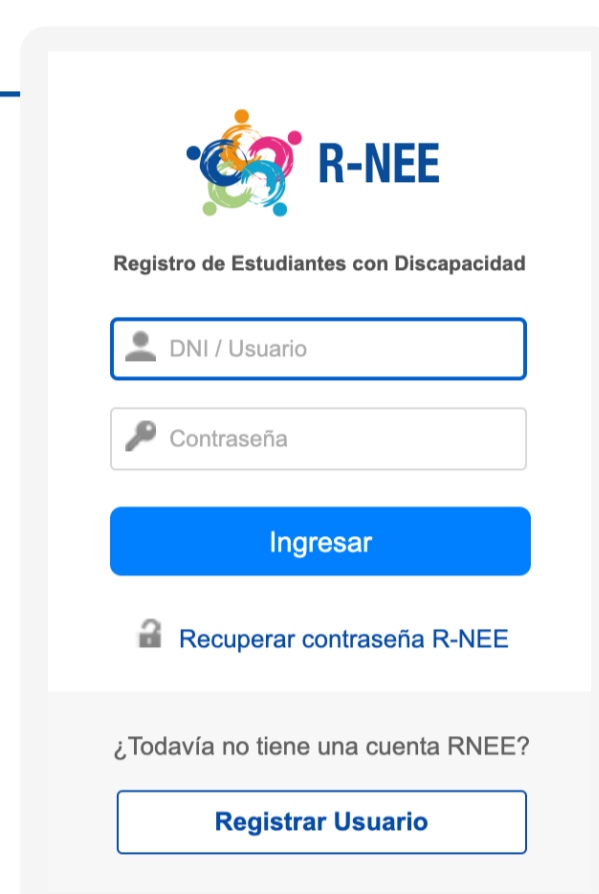 R-NEE
Registro de Estudiantes con Discapacidad
DNI / Usuario
Contraseña
Ingresar
Recuperar contraseña R-NEE
¿Todavía no tiene una cuenta RNEE?
Registrar Usuario